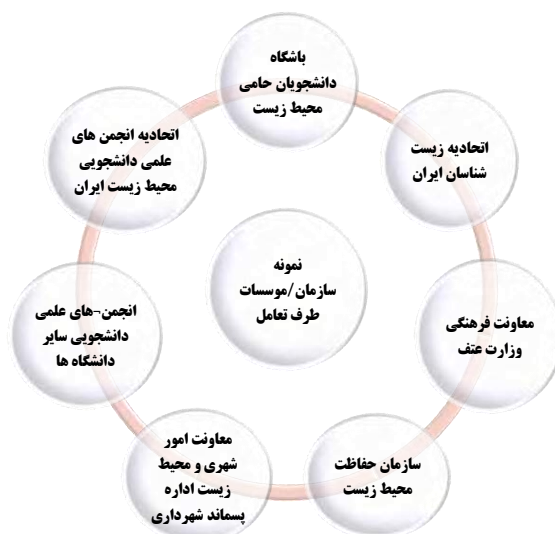 باشگاه
دانشجویان حامی
محیط زیست
اتحادیه زیست
شناسان ایران
معاونت فرهنگی
وزارت عتف
سازمان حفاظت
محیط زیست
معاونت امور
شهری و محیط
زیست اداره
پسماند شهرداری
انجمن¬های علمی
دانشجویی سایر
دانشگاه ها
اتحادیه انجمن های
علمی دانشجویی
محیط زیست ایران
نمونه
سازمان/موسسات
طرف تعامل